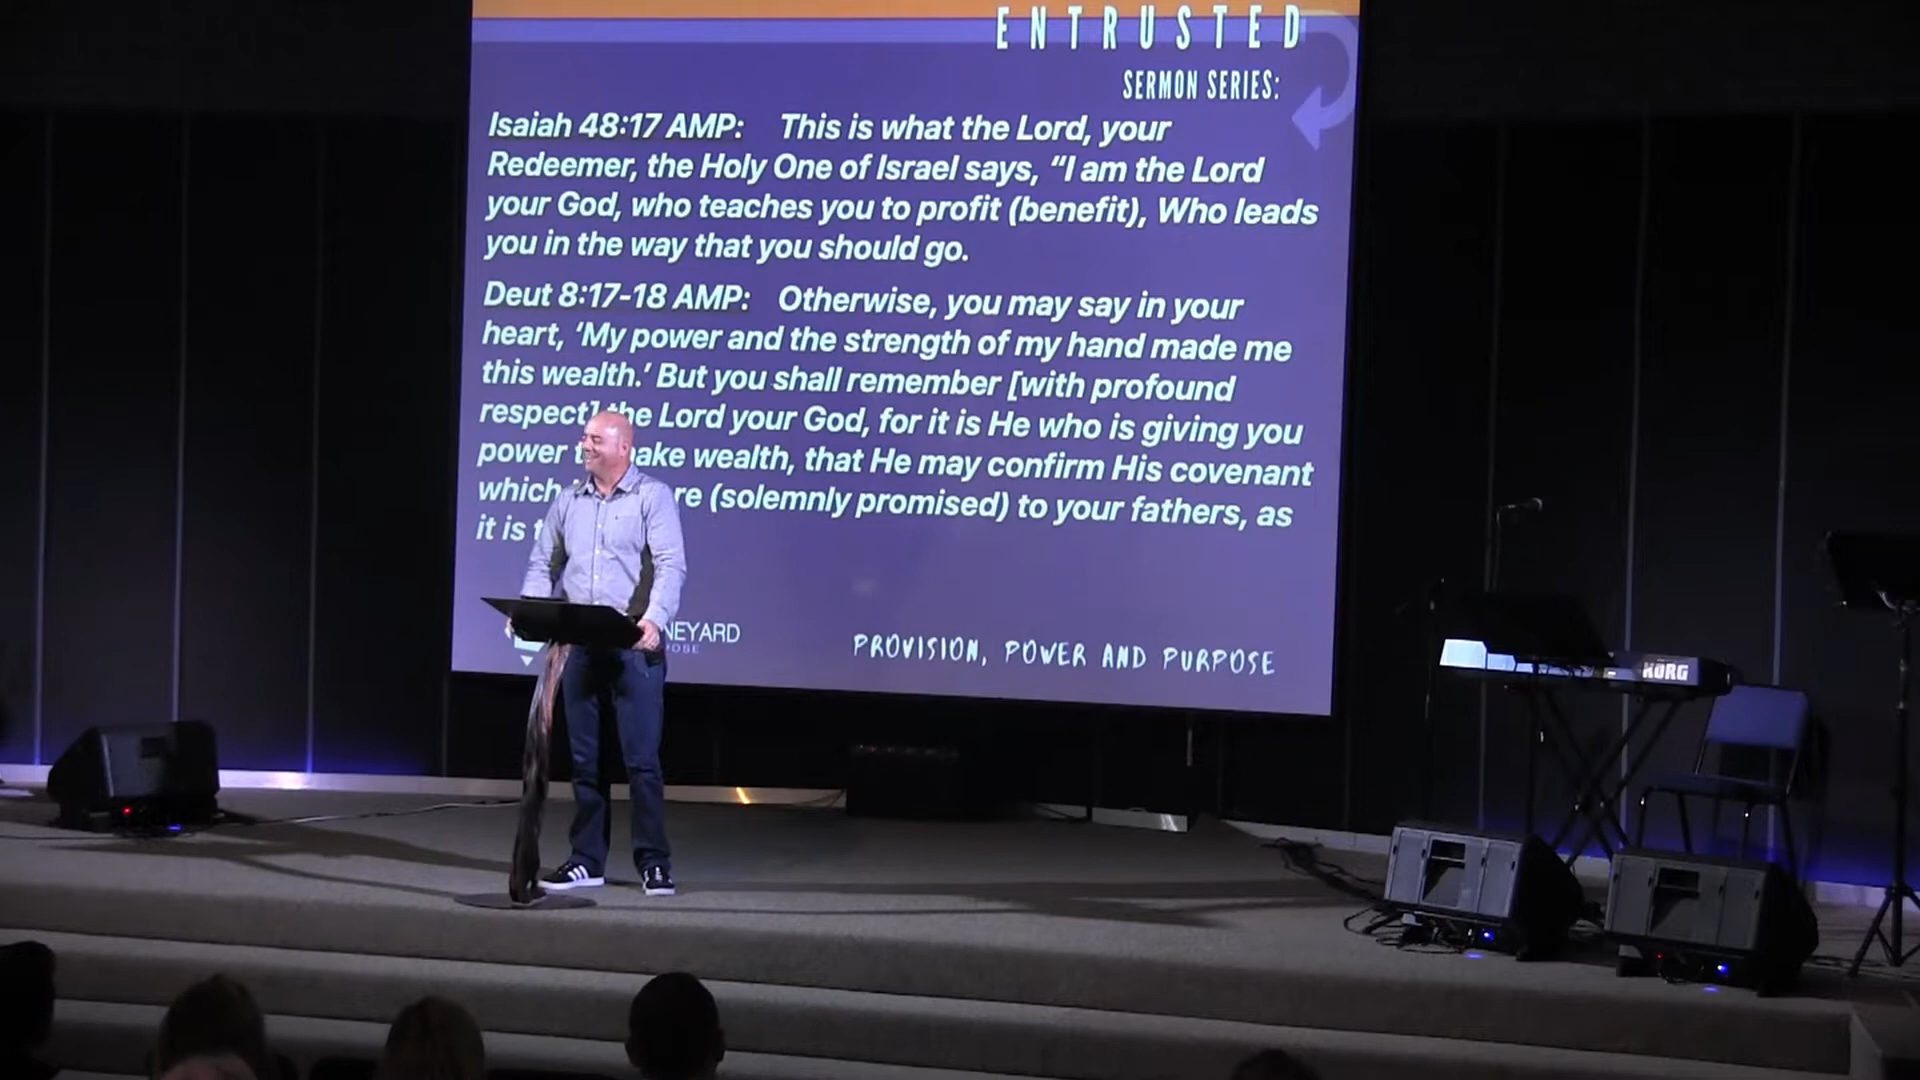 ENTRUSTED
SERMON SERIES:
Isaiah 48:17 AMP: This is what the Lord, your
Redeemer, the Holy One of Israel says, “I am the Lord
your God, who teaches you to profit (benefit), Who leads
you in the way that you should go.
Deut 8:17-18 AMP: Otherwise, you may say in your
heart, ‘My power and the strength of my hand made me
this wealth.’ But you shall remember [with profound
respect] the Lord your God, for it is He who is giving you
power wealth, that He may confirm His covenant
which (solemnly promised) to your fathers, as
it is
PROVISION, POWER AND PURPOSE
KORG